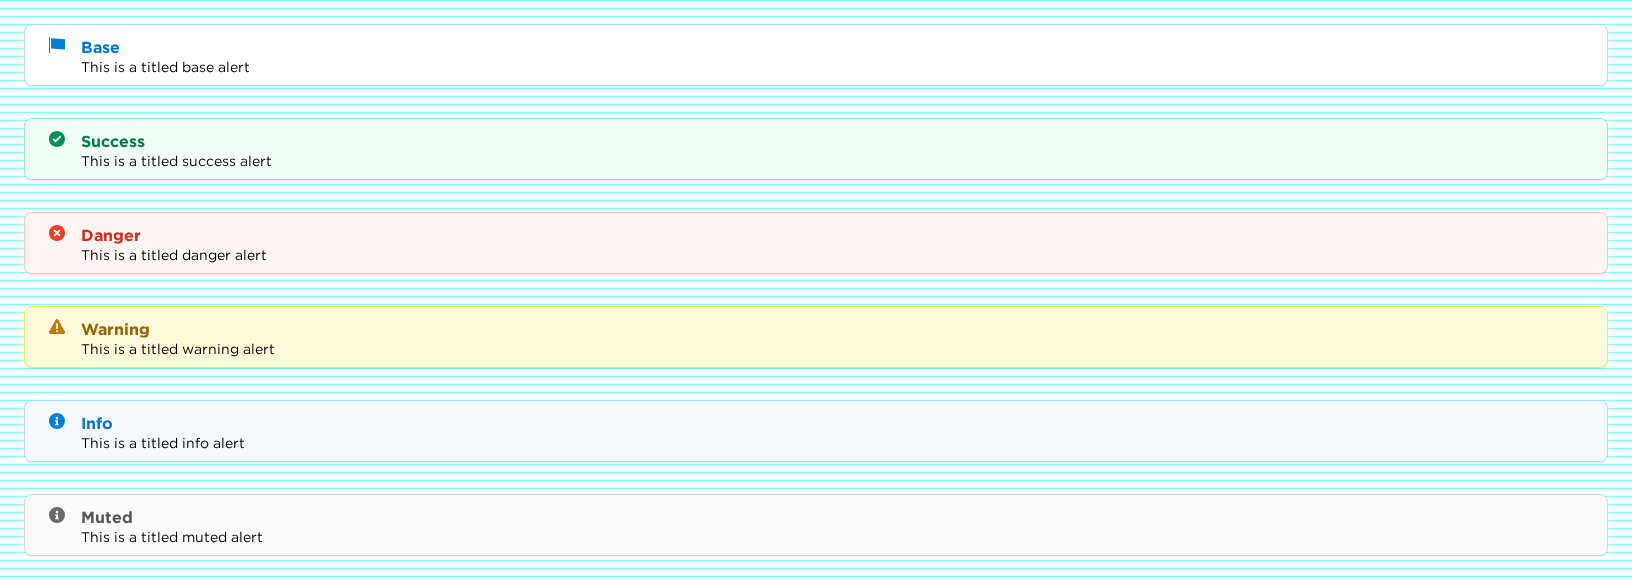 Base
This is a titled base alert
Success
This is a titled success alert
Danger
This is a titled danger alert
Warning
This is a titled warning alert
Info
This is a titled info alert
Muted
This is a titled muted alert